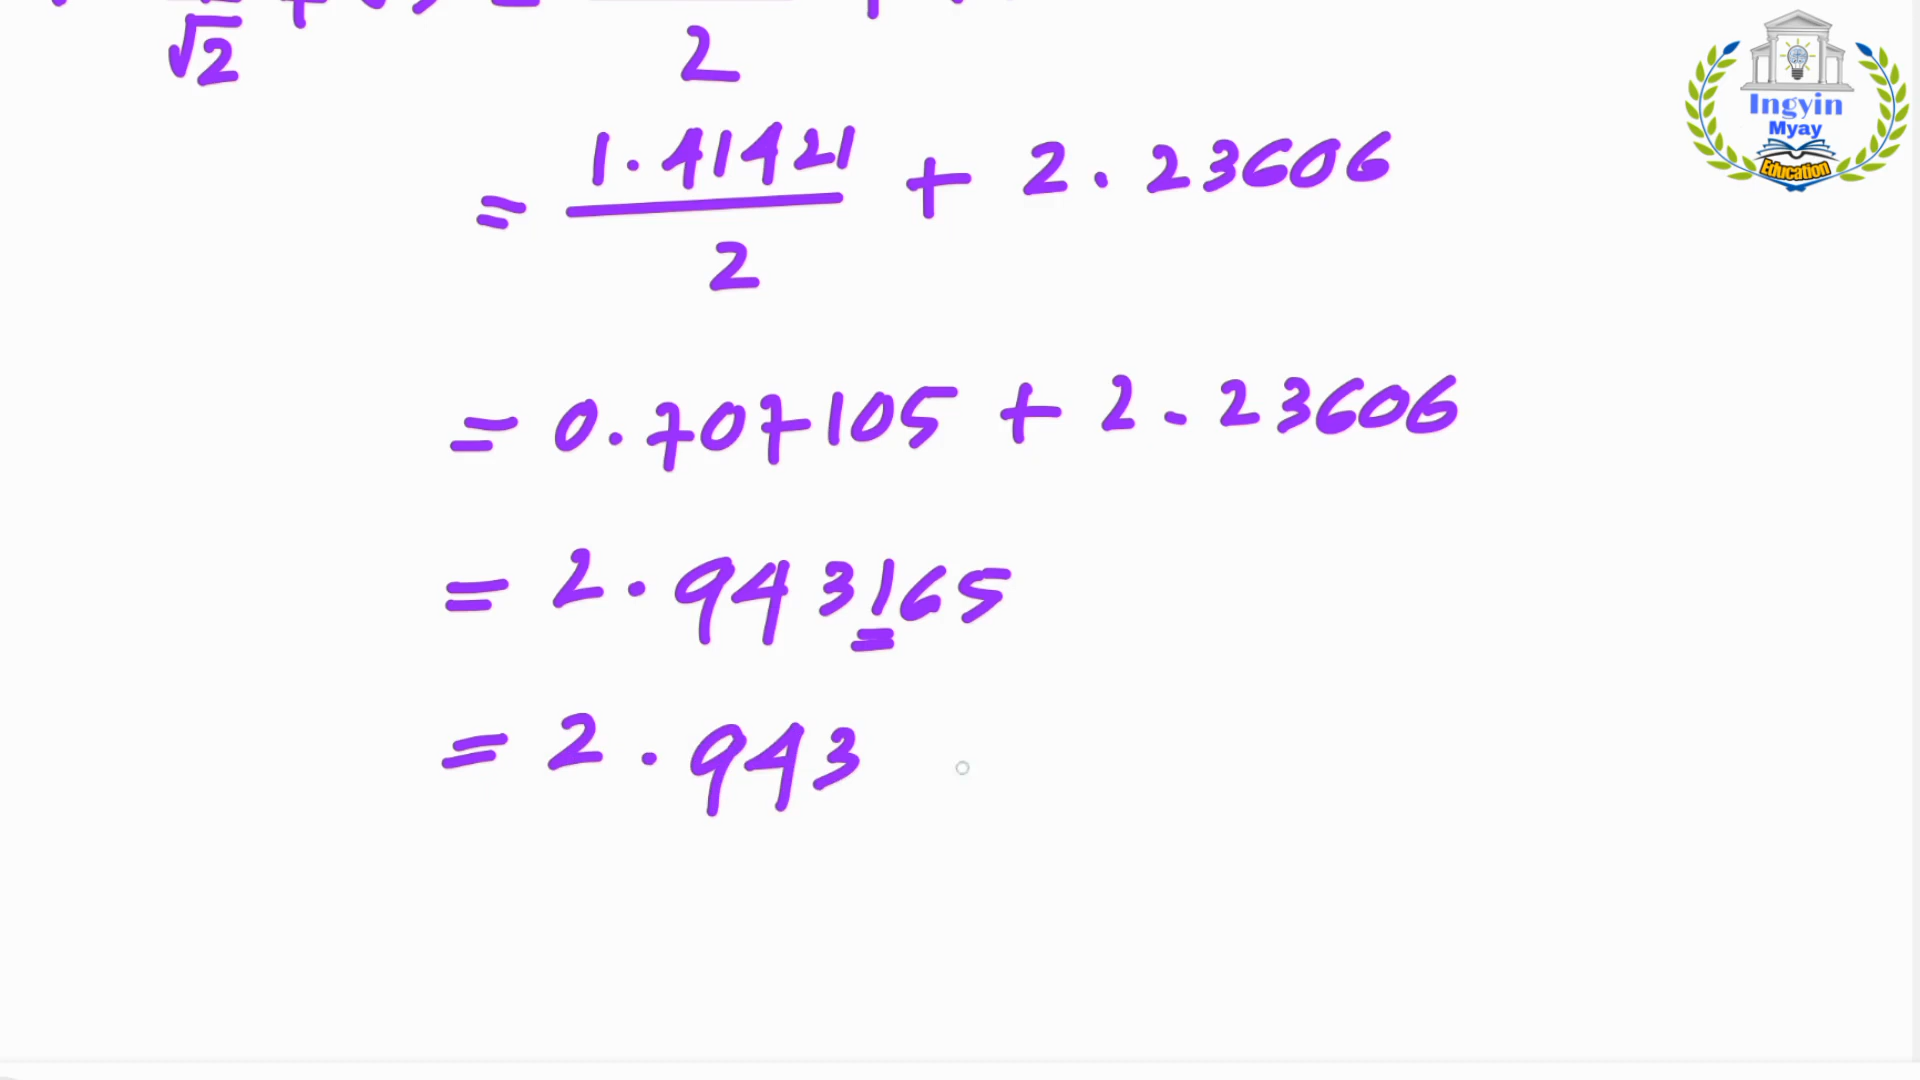 √2
2
= 1.41421/2 + 2.23606
= 0.707105 + 2.23606
= 2.943165
= 2.943
Ingyin
Myay
Education